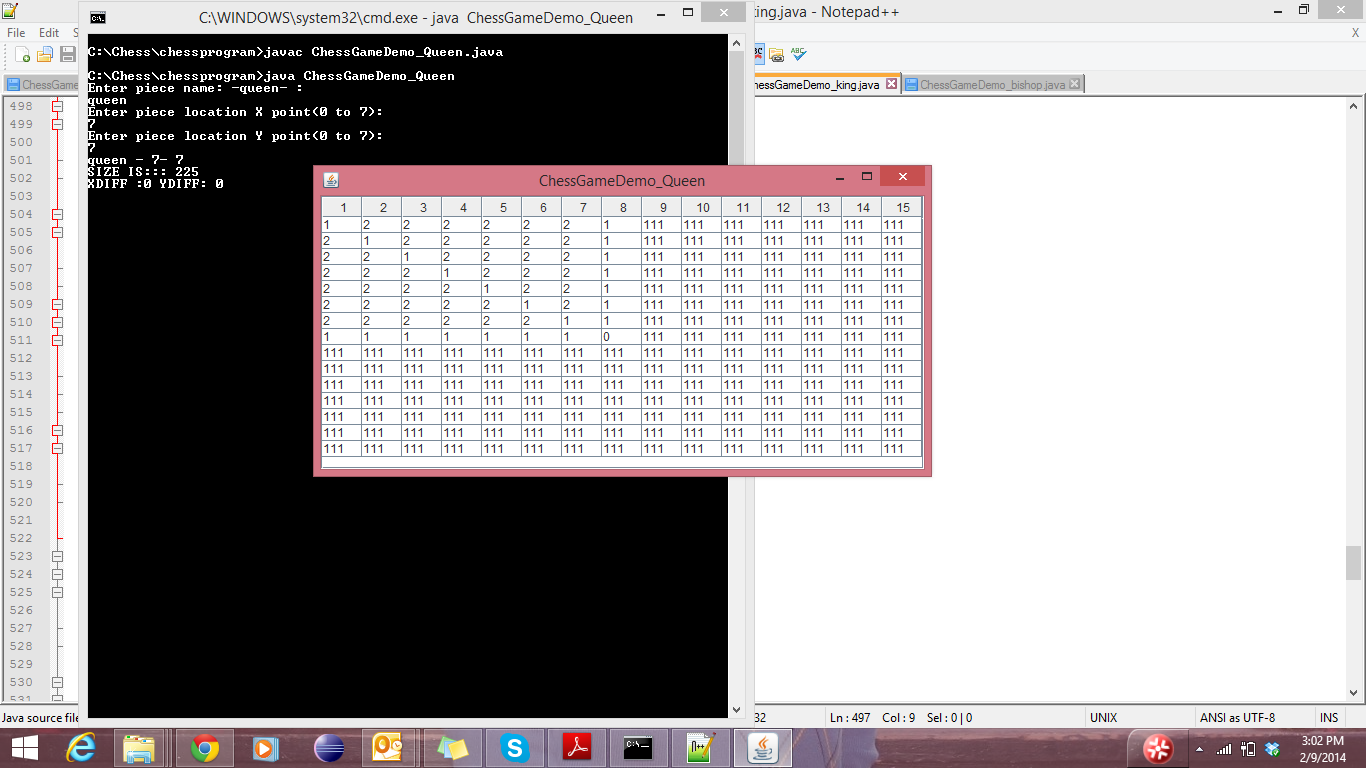 C:\WINDOWS\system32\cmd.exe - java  ChessGameDemo_Queen
king.java - Notepad++
File Edit S
X
C:\Chess\chessprogram>javac ChessGameDemo_Queen.java
C:\Chess\chessprogram>java ChessGameDemo_Queen
Enter piece name: -queen- :
queen
Enter piece location X point(0 to 7):
7
Enter piece location Y point(0 to 7):
7
queen - 7- 7
SIZE IS::: 225
XDIFF :0 YDIFF: 0
ChessGame
hessGameDemo_king.java
ChessGameDemo_bishop.java
ABC
498
499
500
501
502
503
504
505
506
507
508
509
510
511
512
513
514
515
516
517
518
519
520
521
522
523
524
525
526
527
528
529
530
531
ChessGameDemo_Queen
1 2 3 4 5 6 7 8 9 10 11 12 13 14 15
1 2 2 2 2 2 2 1 111 111 111 111 111 111 111
2 1 2 2 2 2 2 1 111 111 111 111 111 111 111
2 2 1 2 2 2 2 1 111 111 111 111 111 111 111
2 2 2 1 2 2 2 1 111 111 111 111 111 111 111
2 2 2 2 1 2 2 1 111 111 111 111 111 111 111
2 2 2 2 2 1 2 1 111 111 111 111 111 111 111
2 2 2 2 2 2 1 1 111 111 111 111 111 111 111
1 1 1 1 1 1 1 0 111 111 111 111 111 111 111
111 111 111 111 111 111 111 111 111 111 111 111 111 111 111
111 111 111 111 111 111 111 111 111 111 111 111 111 111 111
111 111 111 111 111 111 111 111 111 111 111 111 111 111 111
111 111 111 111 111 111 111 111 111 111 111 111 111 111 111
111 111 111 111 111 111 111 111 111 111 111 111 111 111 111
111 111 111 111 111 111 111 111 111 111 111 111 111 111 111
111 111 111 111 111 111 111 111 111 111 111 111 111 111 111
Java source file
32
Ln : 497 Col : 9 Sel : 0 | 0
UNIX
ANSI as UTF-8
INS
3:02 PM
2/9/2014